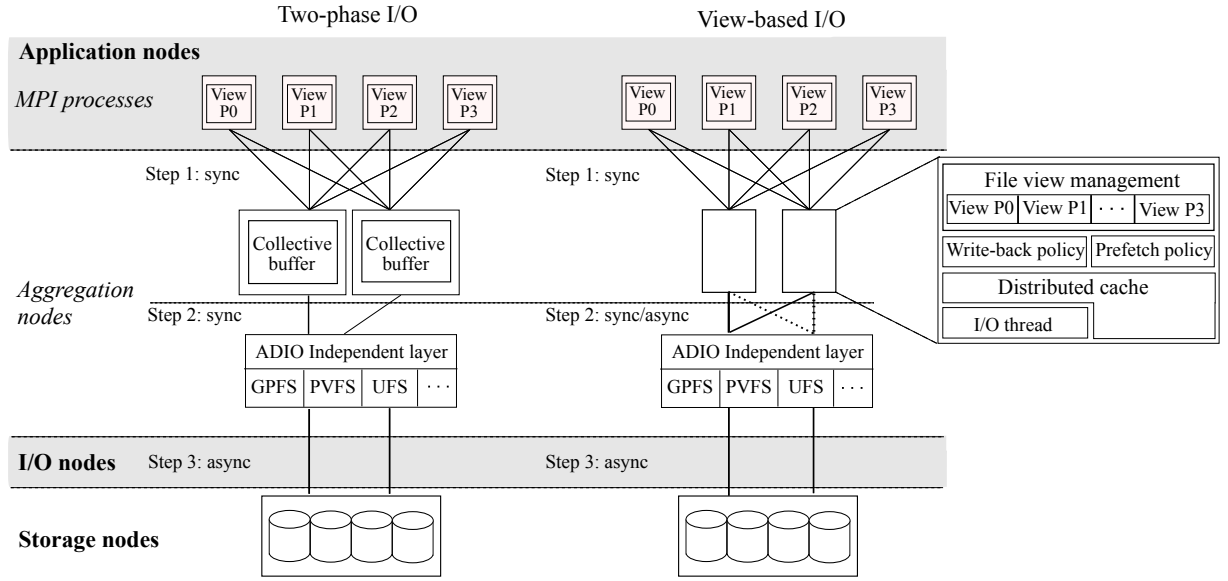 Two-phase I/O
View-based I/O
Application nodes
MPI processes
View
P0
View
P1
View
P2
View
P3
View
P0
View
P1
View
P2
View
P3
Step 1: sync
Step 1: sync
Collective
buffer
Collective
buffer
File view management
View P0 View P1 · · · View P3
Write-back policy Prefetch policy
Distributed cache
I/O thread
Aggregation
nodes
Step 2: sync
Step 2: sync/async
ADIO Independent layer
GPFS PVFS UFS · · ·
ADIO Independent layer
GPFS PVFS UFS · · ·
I/O nodes
Step 3: async
Step 3: async
Storage nodes